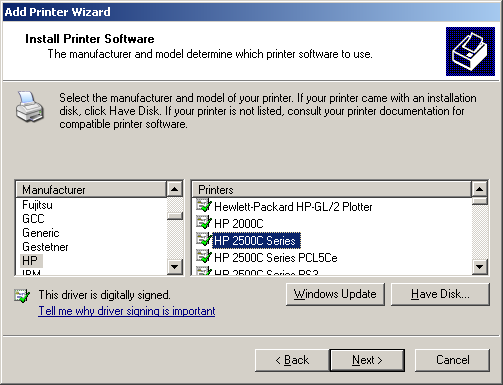 Add Printer Wizard
Install Printer Software
The manufacturer and model determine which printer software to use.
Select the manufacturer and model of your printer. If your printer came with an installation
disk, click Have Disk. If your printer is not listed, consult your printer documentation for
compatible printer software.
Manufacturer
Fujitsu
GCC
Generic
Gestetner
HP
IBM
Printers
Hewlett-Packard HP-GL/2 Plotter
HP 2000C
HP 2500C Series
HP 2500C Series PCL5Ce
HP 2500C Series PS3
This driver is digitally signed.
Tell me why driver signing is important
Windows Update
Have Disk...
< Back
Next >
Cancel